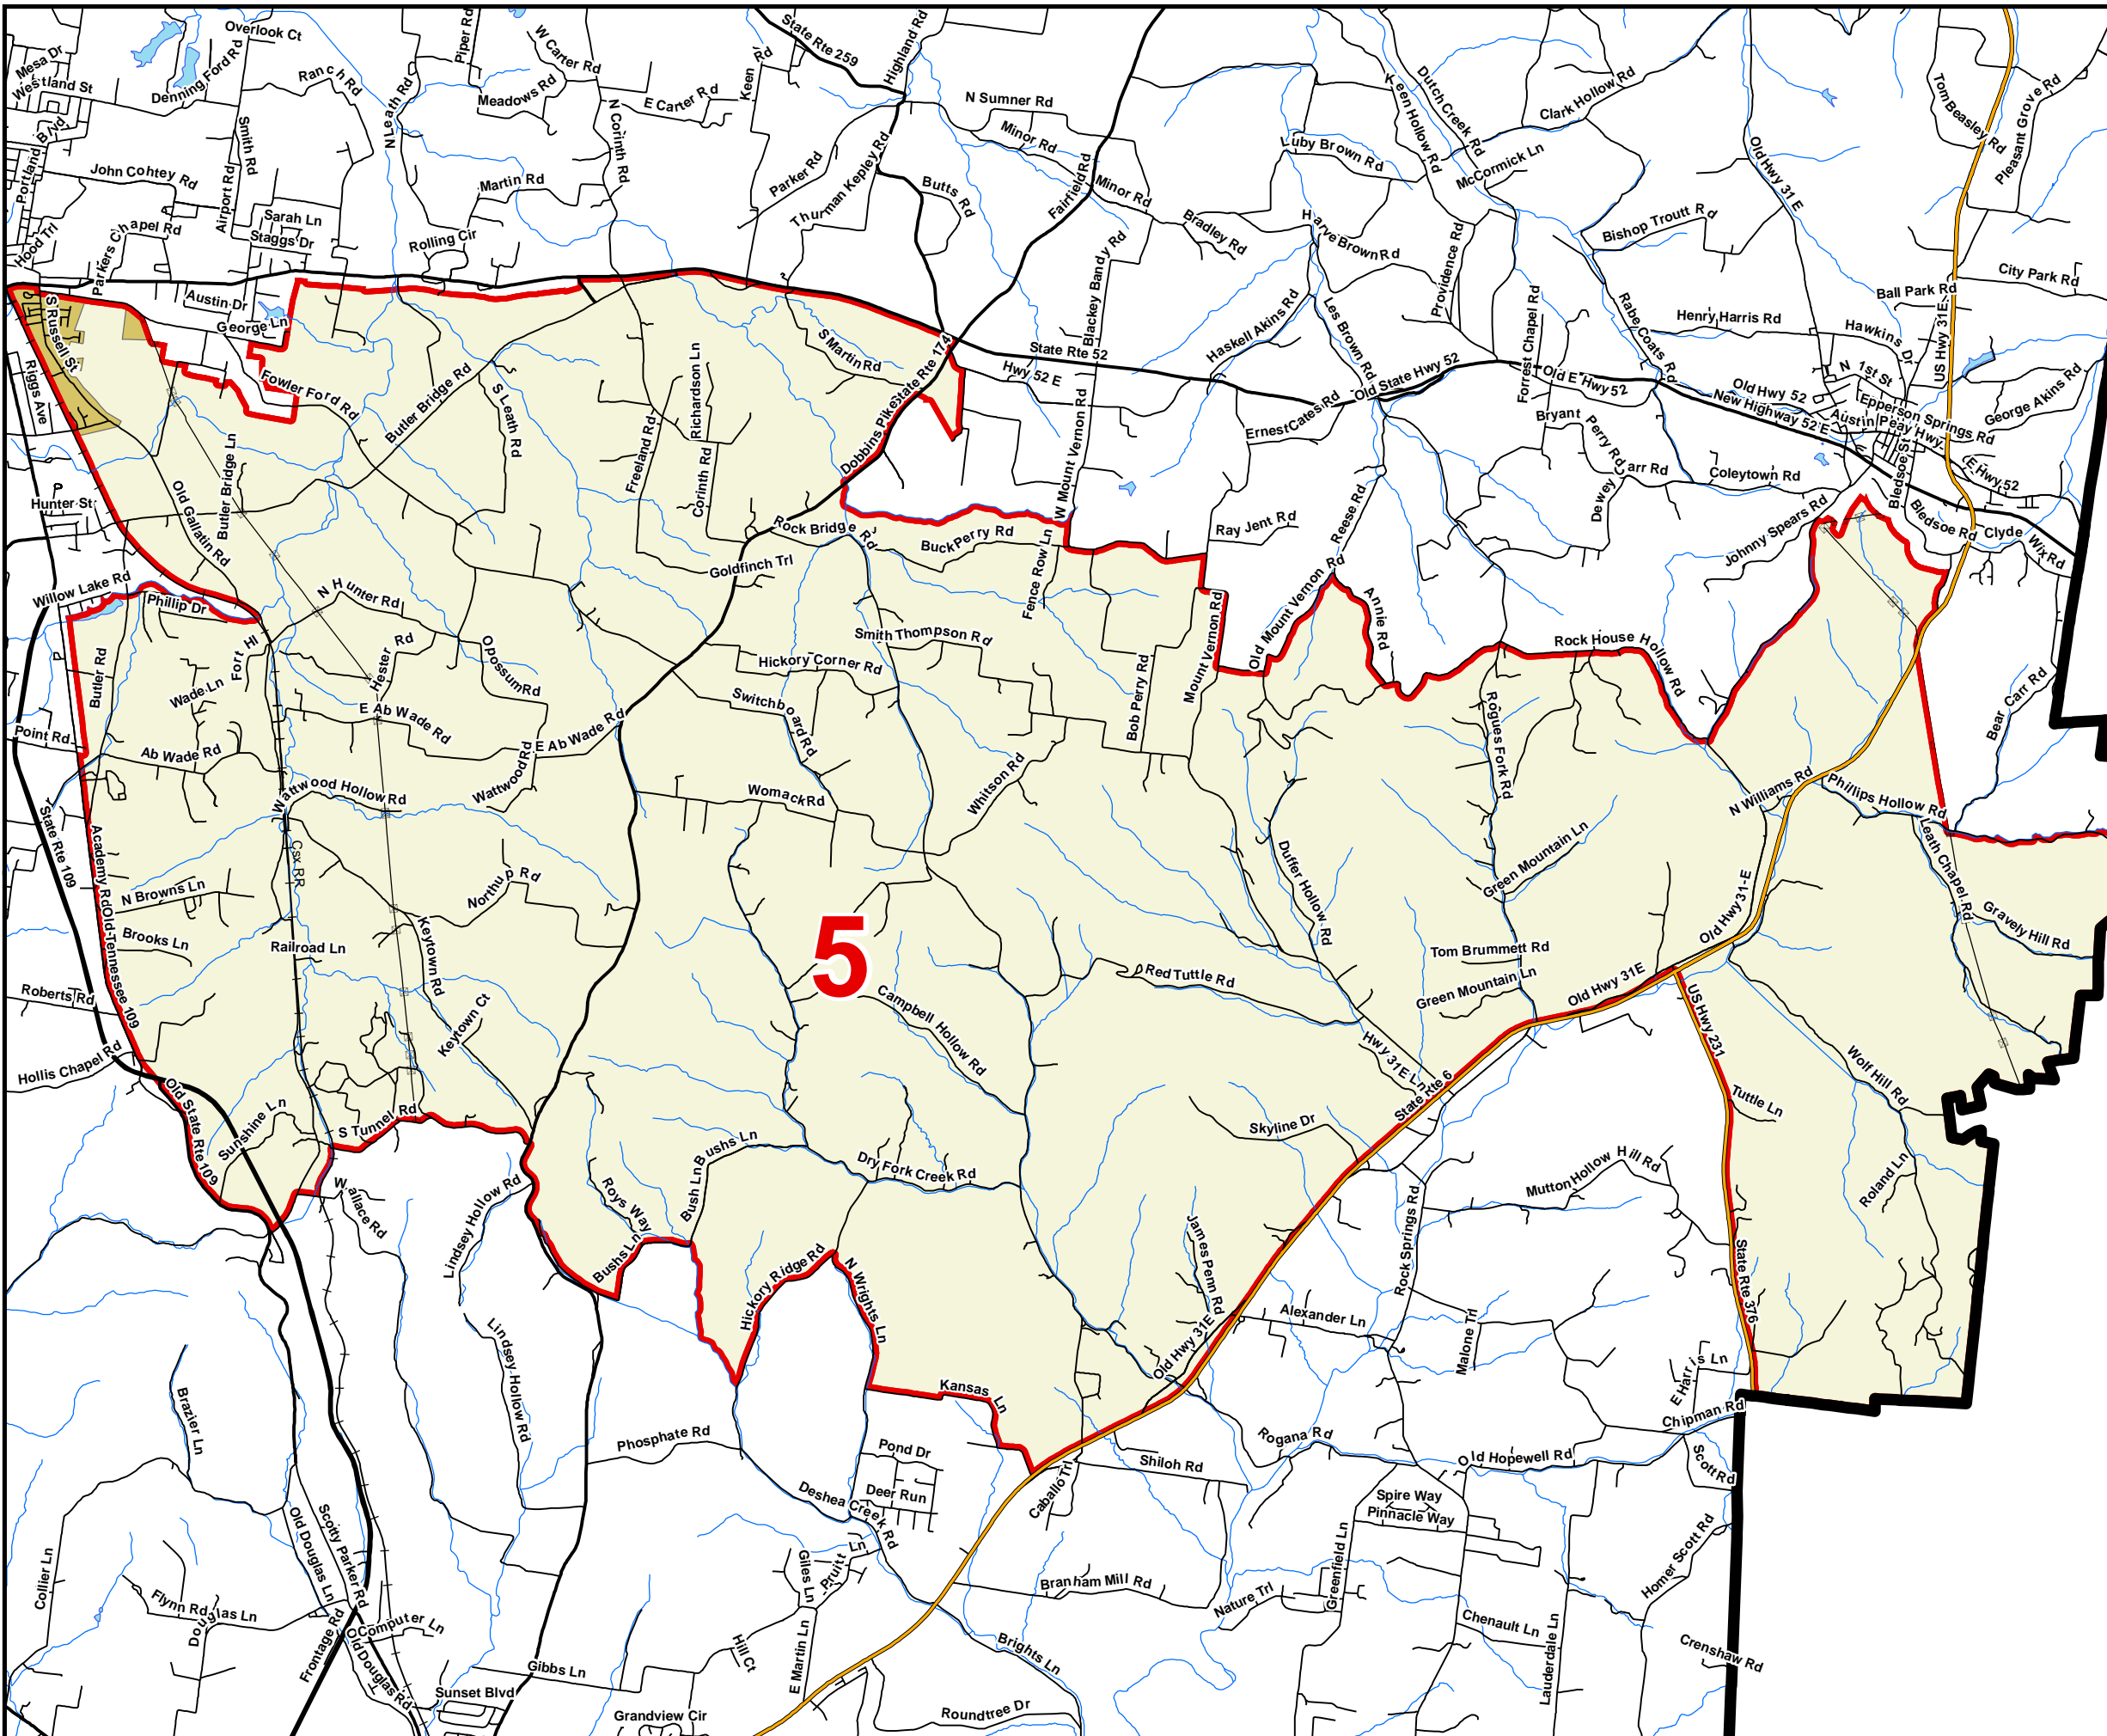 Overlook Ct
Piper Rd
W Carter Rd
State Rte 259
Highland Rd
Mesa Dr
Westland St
Denning Ford Rd
Ranch Rd
N Leath Rd
Meadows Rd
E Carter Rd
Keen Rd
N Sumner Rd
Keen Hollow Rd
Dutch Creek Rd
Clark Hollow Rd
Tom Beasley Rd
Pleasant Grove Rd
Portland Blvd
Smith Rd
N Corinth Rd
Minor Rd
Luby Brown Rd
McCormick Ln
Old Hwy 31 E
John Cohtey Rd
Airport Rd
Martin Rd
Parker Rd
Thurman Kepley Rd
Butts Rd
Fairfield Rd
Minor Rd
Bradley Rd
Harve Brown Rd
Bishop Troutt Rd
Hood Trl
Parkers Chapel Rd
Sarah Ln
Staggs Dr
Rolling Cir
Blackey Bandy Rd
Providence Rd
City Park Rd
Ball Park Rd
Austin Dr
George Ln
S Russell St
Riggs Ave
Haskell Akins Rd
Les Brown Rd
Forrest Chapel Rd
Rabe Coats Rd
Henry Harris Rd
Hawkins Dr
US Hwy 31E
State Rte 52
Hwy 52 E
Old State Hwy 52
Old E Hwy 52
Old Hwy 52
New Highway 52 E
N 1st St
Epperson Springs Rd
Austin Peay Hwy
George Akins Rd
E Hwy 52
Bledsoe St
Fowler Ford Rd
Butler Bridge Rd
S Leath Rd
Freeland Rd
Richardson Ln
Corinth Rd
S Martin Rd
State Rte 174
Dobbins Pike
W Mount Vernon Rd
Ernest Cates Rd
Bryant
Perry Rd
Carr Rd
Dewey
Coleytown Rd
Hunter St
Old Gallatin Rd
Butler Bridge Ln
Rock Bridge Rd
Buck Perry Rd
Goldfinch Trl
Fence Row Ln
Ray Jent Rd
Reese Rd
Johnny Spears Rd
Bledsoe Rd
Clyde Wix Rd
Willow Lake Rd
Phillip Dr
N Hunter Rd
Fort Hl
Hester Rd
Opossum Rd
Smith Thompson Rd
Hickory Corner Rd
Mount Vernon Rd
Old Mount Vernon Rd
Annie Rd
Rock House Hollow Rd
Butler Rd
Wade Ln
E Ab Wade Rd
E Ab Wade Rd
Switchboard Rd
Bob Perry Rd
Rogues Fork Rd
Bear Carr Rd
Point Rd
Ab Wade Rd
Wattwood Hollow Rd
Wattwood Rd
Womack Rd
Whitson Rd
N Williams Rd
Phillips Hollow Rd
State Rte 109
Academy Rd
Old Tennessee 109
Csx RR
N Browns Ln
Northup Rd
Duffer Hollow Rd
Green Mountain Ln
Leath Chapel Rd
Gravely Hill Rd
Brooks Ln
Railroad Ln
Keytown Rd
5
Red Tuttle Rd
Tom Brummett Rd
Green Mountain Ln
Old Hwy 31E
Old Hwy 31-E
Roberts Rd
Keytown Ct
Campbell Hollow Rd
Hwy 31E Ln
State Rte 6
US Hwy 231
Wolf Hill Rd
Hollis Chapel Rd
Old State Rte 109
Sunshine Ln
S Tunnel Rd
Bushs Ln
Skyline Dr
Tuttle Ln
Dry Fork Creek Rd
Mutton Hollow Hill Rd
Roland Ln
Wallace Rd
Lindsey Hollow Rd
Roys Way
Bush Ln
Bushs Ln
Hickory Ridge Rd
N Wrights Ln
James Penn Rd
Rock Springs Rd
State Rte 376
Alexander Ln
Malone Trl
Lindsey Hollow Rd
Old Hwy 31E
E Harris Ln
Kansas Ln
Chipman Rd
Brazier Ln
Phosphate Rd
Pond Dr
Deer Run
Shiloh Rd
Rogana Rd
Old Hopewell Rd
Scott Rd
Caballo Trl
Spire Way
Pinnacle Way
Deshea Creek Rd
Old Douglas Ln
Scotty Parker Rd
Collier Ln
Giles Ln
Pruitt Ln
Branham Mill Rd
Greenfield Ln
Nature Trl
Homer Scott Rd
Flynn Rd
Douglas Ln
Computer Ln
Frontage Rd
Old Douglas Rd
Hill Ct
E Martin Ln
Brights Ln
Chenault Ln
Lauderdale Ln
Crenshaw Rd
Gibbs Ln
Sunset Blvd
Grandview Cir
Roundtree Dr